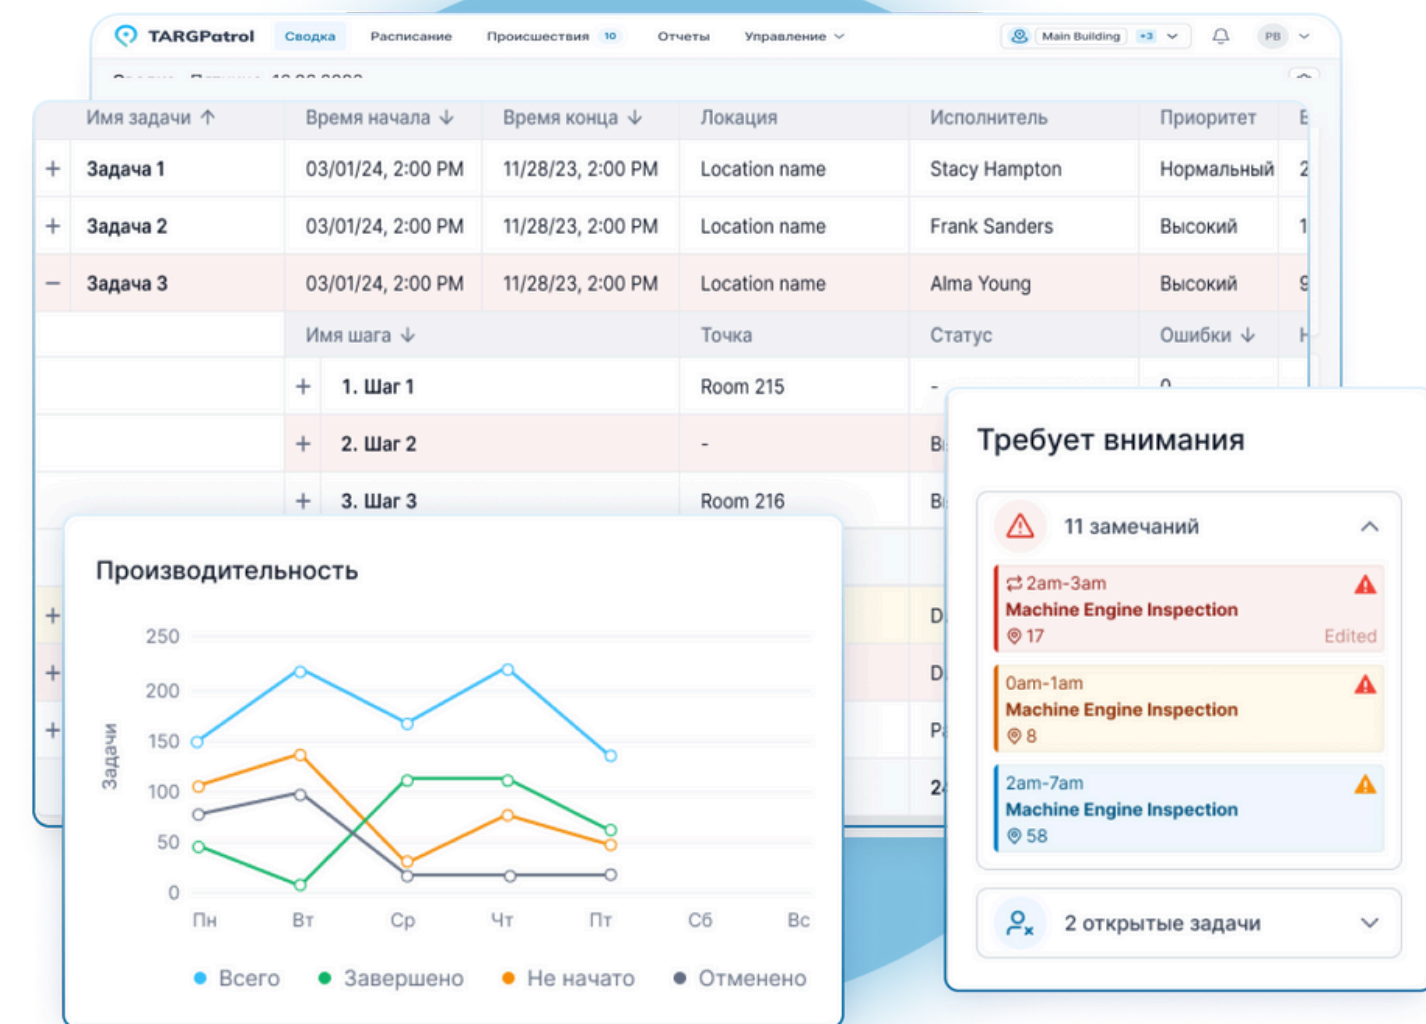 TARGPatrol Сводка Расписание Происшествия 10 Отчеты Управление Main Building +3 PB
Имя задачи ↑ Время начала ↓ Время конца ↓ Локация Исполнитель Приоритет
+ Задача 1 03/01/24, 2:00 PM 11/28/23, 2:00 PM Location name Stacy Hampton Нормальный
+ Задача 2 03/01/24, 2:00 PM 11/28/23, 2:00 PM Location name Frank Sanders Высокий
− Задача 3 03/01/24, 2:00 PM 11/28/23, 2:00 PM Location name Alma Young Высокий
Имя шага ↓ Точка Статус Ошибки ↓
+ 1. Шаг 1 Room 215 - 0
+ 2. Шаг 2 -
+ 3. Шаг 3 Room 216
Требует внимания
11 замечаний
2am-3am
Machine Engine Inspection
17 Edited
0am-1am
Machine Engine Inspection
8
2am-7am
Machine Engine Inspection
58
2 открытые задачи
Производительность
Задачи
250
200
150
100
50
0
Пн Вт Ср Чт Пт Сб Вс
Всего Завершено Не начато Отменено